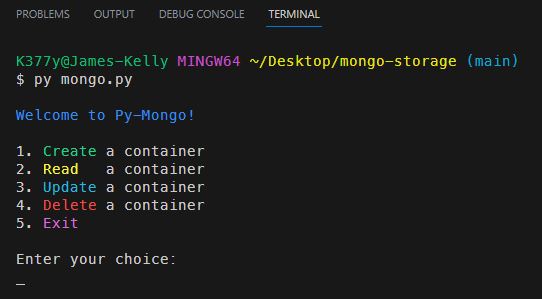 PROBLEMS OUTPUT DEBUG CONSOLE TERMINAL
K377y@James-Kelly MINGW64 ~/Desktop/mongo-storage (main)
$ py mongo.py
Welcome to Py-Mongo!
1. Create a container
2. Read   a container
3. Update a container
4. Delete a container
5. Exit
Enter your choice:
_